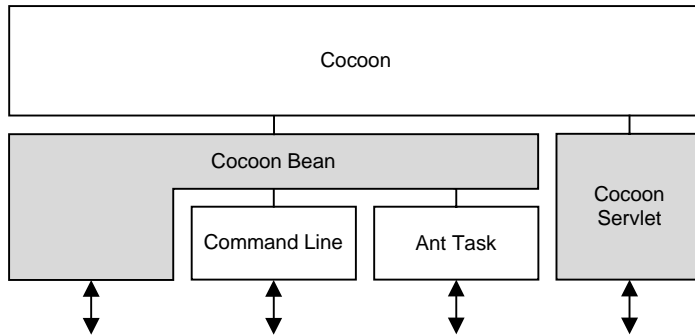 Cocoon
Cocoon Bean
Cocoon
Servlet
Command Line
Ant Task